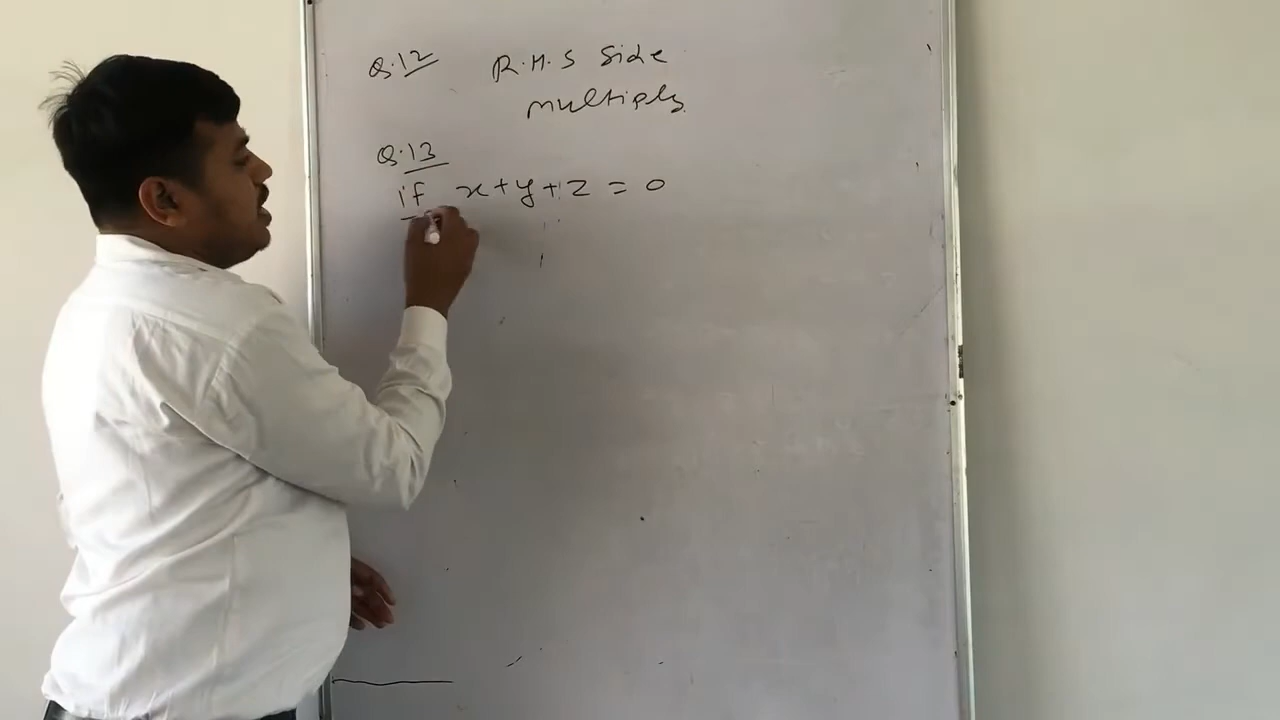 Q.12 R.H.S Side
multiply
Q.13
if x+y+z = 0